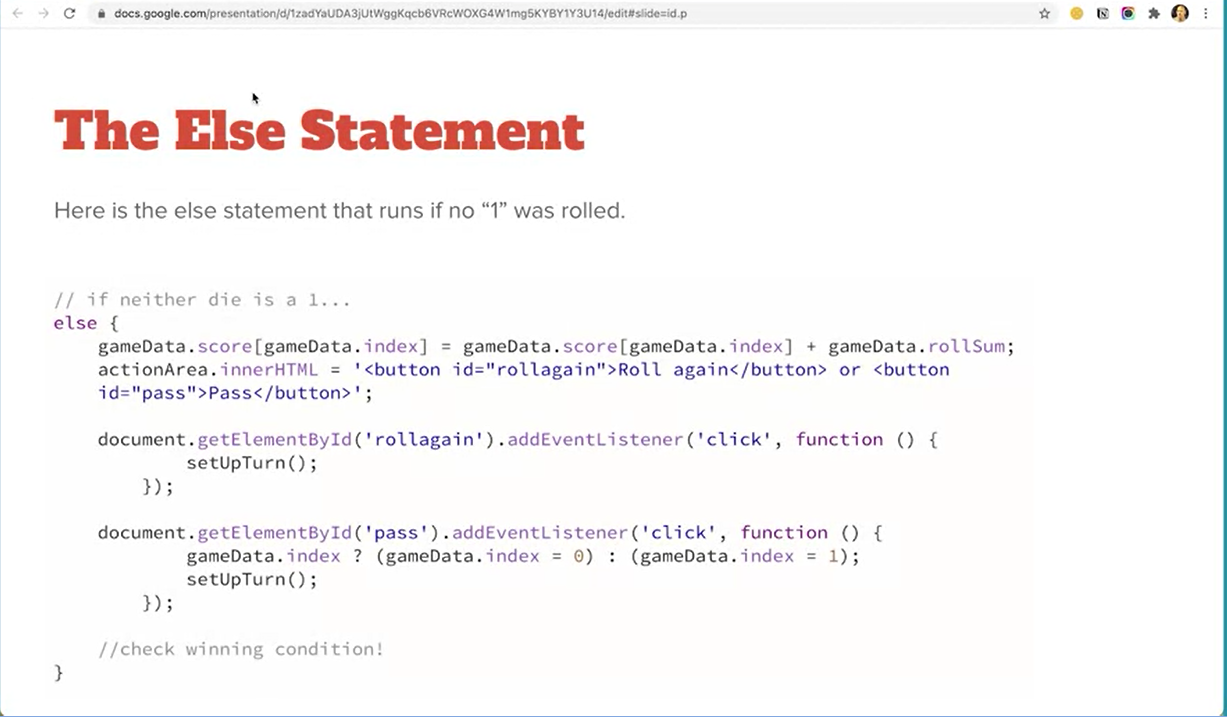 docs.google.com/presentation/d/1zadYaUDA3jUtWggKqcb6VRcWOXG4W1mg5KYBY1Y3U14/edit#slide=id.p
The Else Statement
Here is the else statement that runs if no “1” was rolled.
// if neither die is a 1...
else {
gameData.score[gameData.index] = gameData.score[gameData.index] + gameData.rollSum;
actionArea.innerHTML = '<button id="rollagain">Roll again</button> or <button
id="pass">Pass</button>';
document.getElementById('rollagain').addEventListener('click', function () {
setUpTurn();
});
document.getElementById('pass').addEventListener('click', function () {
gameData.index ? (gameData.index = 0) : (gameData.index = 1);
setUpTurn();
});
//check winning condition!
}